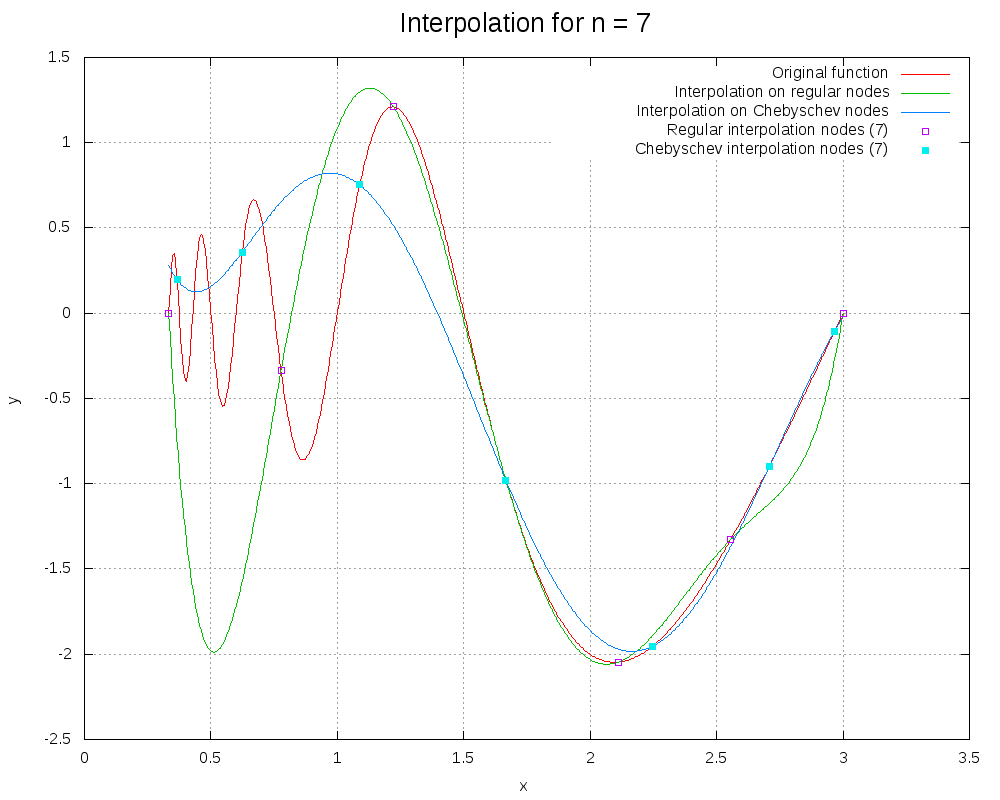 Interpolation for n = 7
Original function
Interpolation on regular nodes
Interpolation on Chebyschev nodes
Regular interpolation nodes (7)
Chebyschev interpolation nodes (7)
1.5
1
0.5
0
-0.5
-1
-1.5
-2
-2.5
y
0 0.5 1 1.5 2 2.5 3 3.5
x